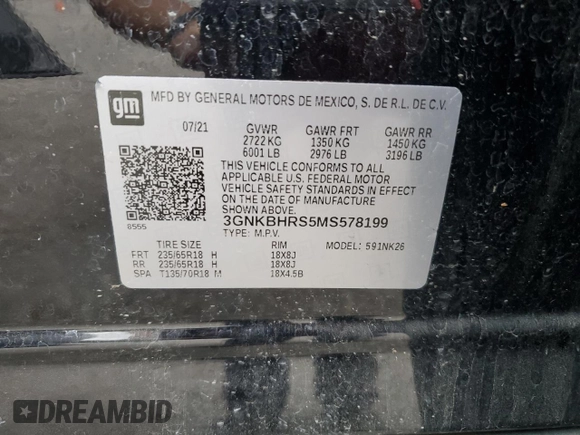 gm
MFD BY GENERAL MOTORS DE MEXICO, S. DE R.L. DE C.V.
07/21 GVWR GAWR FRT GAWR RR
2722 KG 1350 KG 1450 KG
6001 LB 2976 LB 3196 LB
THIS VEHICLE CONFORMS TO ALL
APPLICABLE U.S. FEDERAL MOTOR
VEHICLE SAFETY STANDARDS IN EFFECT
ON THE DATE OF MANUFACTURE
SHOWN ABOVE.
3GNKBHRS5MS578199
TYPE: M.P.V. MODEL: 591NK26
TIRE SIZE RIM
FRT 235/65R18 H 18X8J
RR 235/65R18 H 18X8J
SPA T135/70R18 M 18X4.5B
DREAMBID